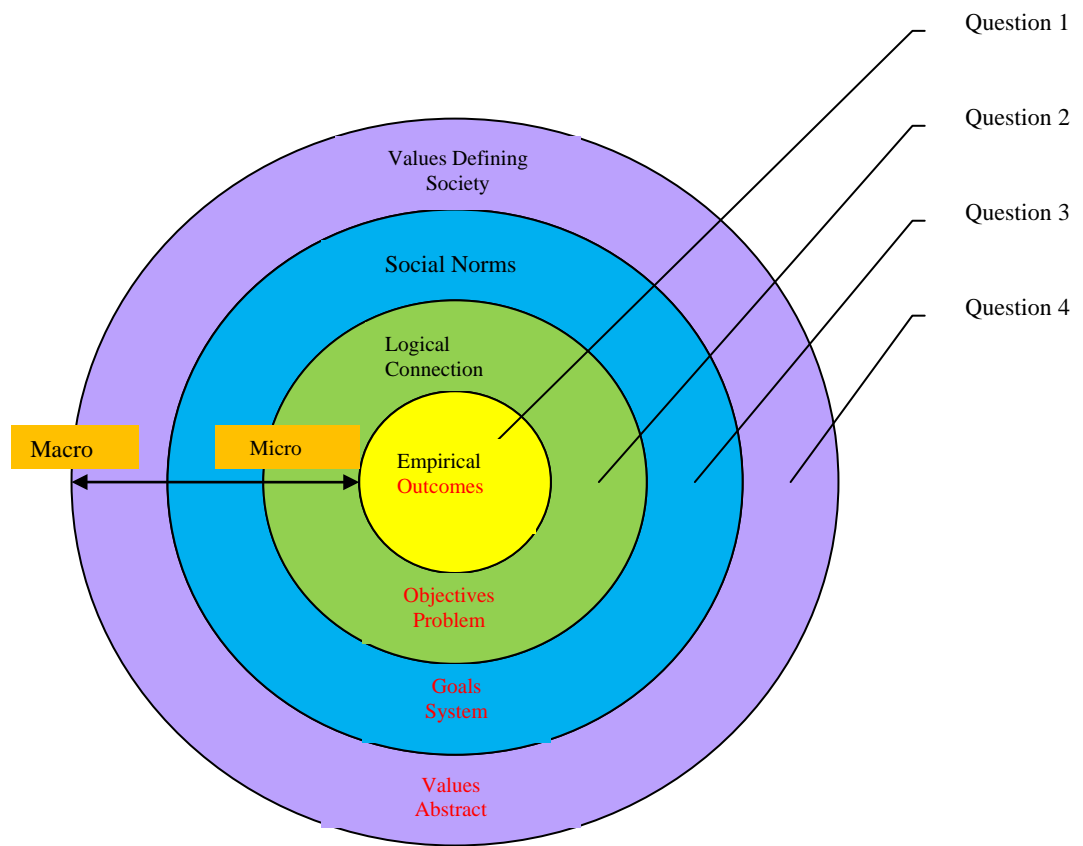 Question 1
Question 2
Values Defining
Society
Question 3
Social Norms
Question 4
Logical
Connection
Macro
Micro
Empirical
Outcomes
Objectives
Problem
Goals
System
Values
Abstract